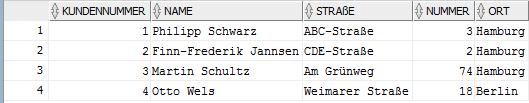 KUNDENNUMMER NAME STRAßE NUMMER ORT
1 1 Philipp Schwarz ABC-Straße 3 Hamburg
2 2 Finn-Frederik Jannsen CDE-Straße 2 Hamburg
3 3 Martin Schultz Am Grünweg 74 Hamburg
4 4 Otto Wels Weimarer Straße 18 Berlin